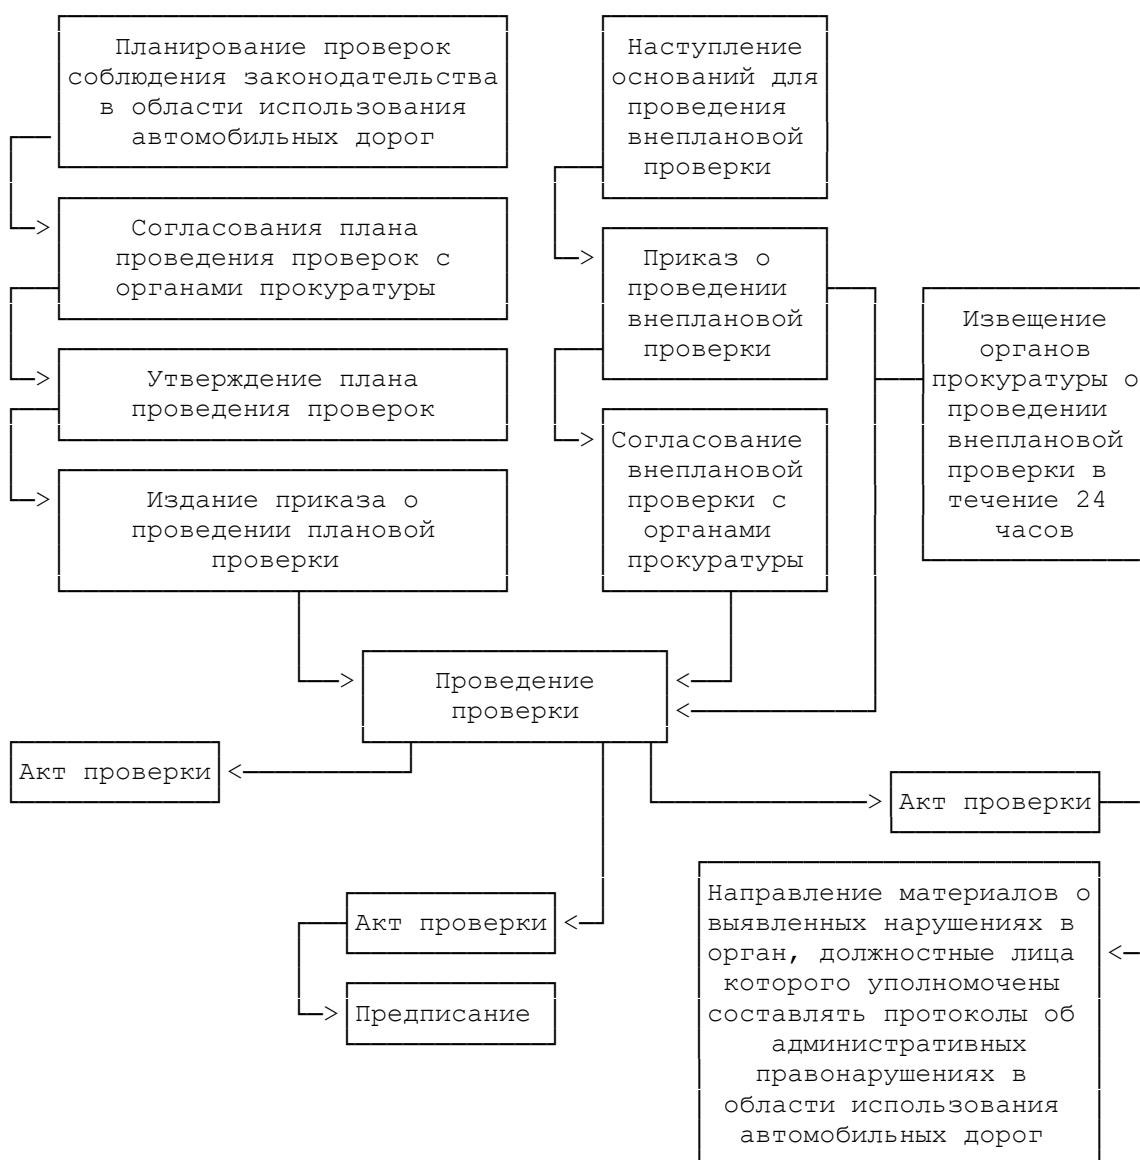 Планирование проверок
соблюдения законодательства
в области использования
автомобильных дорог
Наступление
оснований для
проведения
внеплановой
проверки
Согласования плана
проведения проверок с
органами прокуратуры
Приказ о
проведении
внеплановой
проверки
Извещение
органов
прокуратуры о
проведении
внеплановой
проверки в
течение 24
часов
Утверждение плана
проведения проверок
Согласование
внеплановой
проверки с
органами
прокуратуры
Издание приказа о
проведении плановой
проверки
Проведение
проверки
Акт проверки
Акт проверки
Акт проверки
Предписание
Направление материалов о
выявленных нарушениях в
орган, должностные лица
которого уполномочены
составлять протоколы об
административных
правонарушениях в
области использования
автомобильных дорог